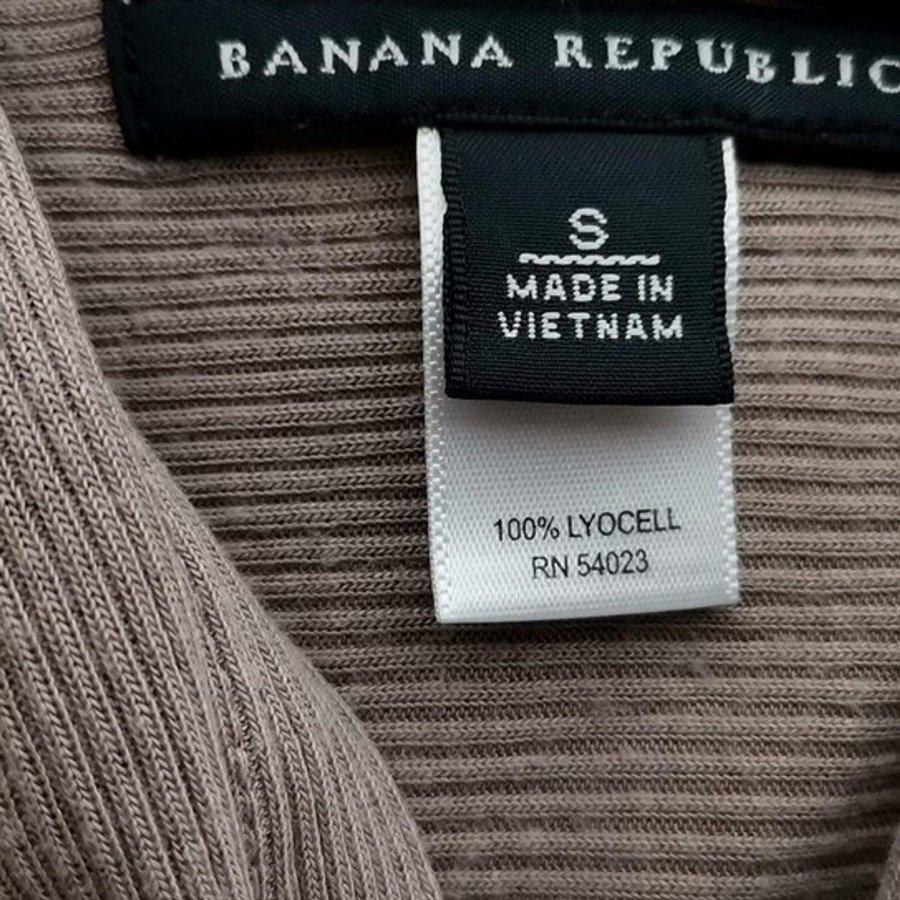 BANANA REPUBLIC
S
MADE IN
VIETNAM
100% LYOCELL
RN 54023